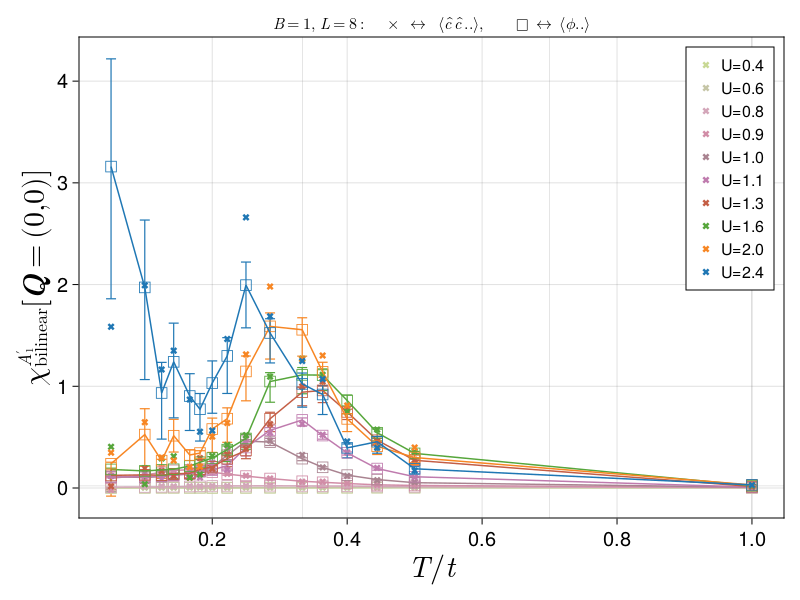 B = 1, L = 8 :    × ↔ ⟨ĉ ĉ ..⟩,    □ ↔ ⟨ϕ..⟩
χ^{A'_1}_{bilinear}[Q = (0,0)]
4
3
2
1
0
U=0.4
U=0.6
U=0.8
U=0.9
U=1.0
U=1.1
U=1.3
U=1.6
U=2.0
U=2.4
0.2 0.4 0.6 0.8 1.0
T/t